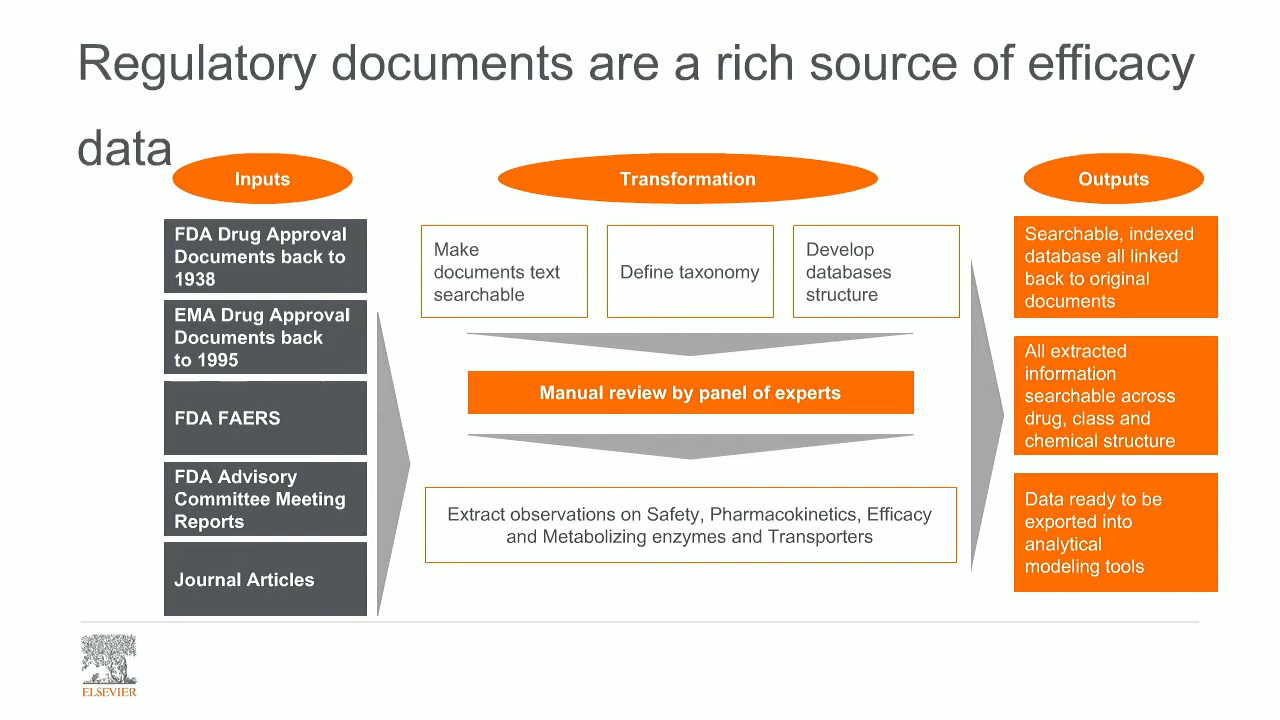 Regulatory documents are a rich source of efficacy
data
Inputs
Transformation
Outputs
FDA Drug Approval
Documents back to
1938
EMA Drug Approval
Documents back
to 1995
FDA FAERS
FDA Advisory
Committee Meeting
Reports
Journal Articles
Make
documents text
searchable
Define taxonomy
Develop
databases
structure
Manual review by panel of experts
Extract observations on Safety, Pharmacokinetics, Efficacy
and Metabolizing enzymes and Transporters
Searchable, indexed
database all linked
back to original
documents
All extracted
information
searchable across
drug, class and
chemical structure
Data ready to be
exported into
analytical
modeling tools
ELSEVIER